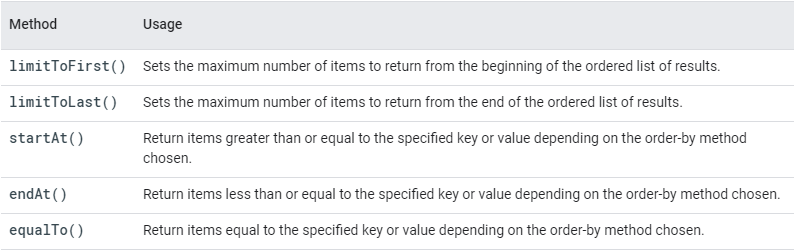 Method Usage
limitToFirst() Sets the maximum number of items to return from the beginning of the ordered list of results.
limitToLast() Sets the maximum number of items to return from the end of the ordered list of results.
startAt() Return items greater than or equal to the specified key or value depending on the order-by method
chosen.
endAt() Return items less than or equal to the specified key or value depending on the order-by method chosen.
equalTo() Return items equal to the specified key or value depending on the order-by method chosen.